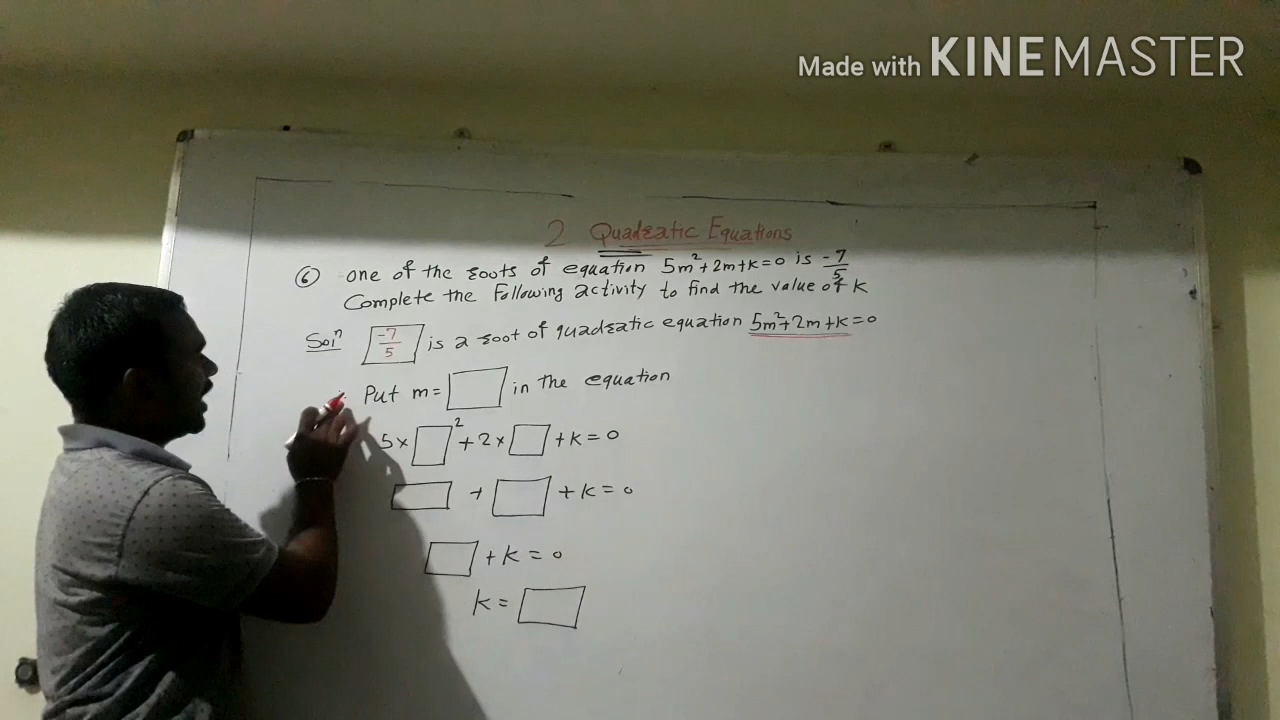 Made with KINEMASTER
2 Quadratic Equations
⑥ one of the roots of equation 5m²+2m+k=0 is -7/5
Complete the following activity to find the value of k
Solⁿ -7/5 is a root of quadratic equation 5m²+2m+k=0
Put m= □ in the equation
5× □² +2× □ +k=0
□ + □ +k=0
□ +k=0
k= □